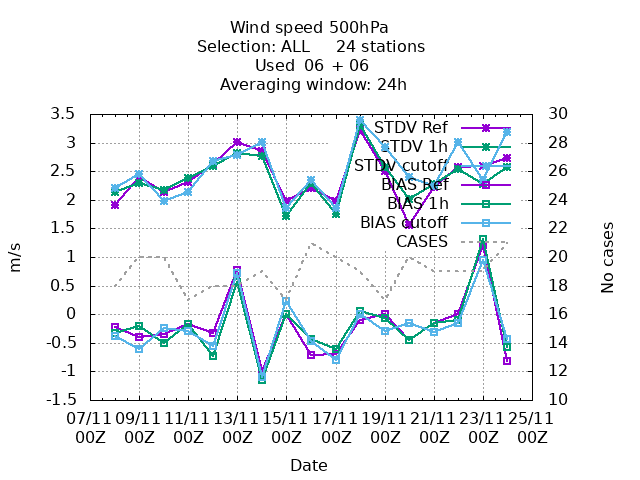 Wind speed 500hPa
Selection: ALL 24 stations
Used 06 + 06
Averaging window: 24h
3.5
3
2.5
2
1.5
1
0.5
0
-0.5
-1
-1.5
m/s
30
28
26
24
22
20
18
16
14
12
10
No cases
STDV Ref
STDV 1h
STDV cutoff
BIAS Ref
BIAS 1h
BIAS cutoff
CASES
07/11 09/11 11/11 13/11 15/11 17/11 19/11 21/11 23/11 25/11
00Z 00Z 00Z 00Z 00Z 00Z 00Z 00Z 00Z 00Z
Date